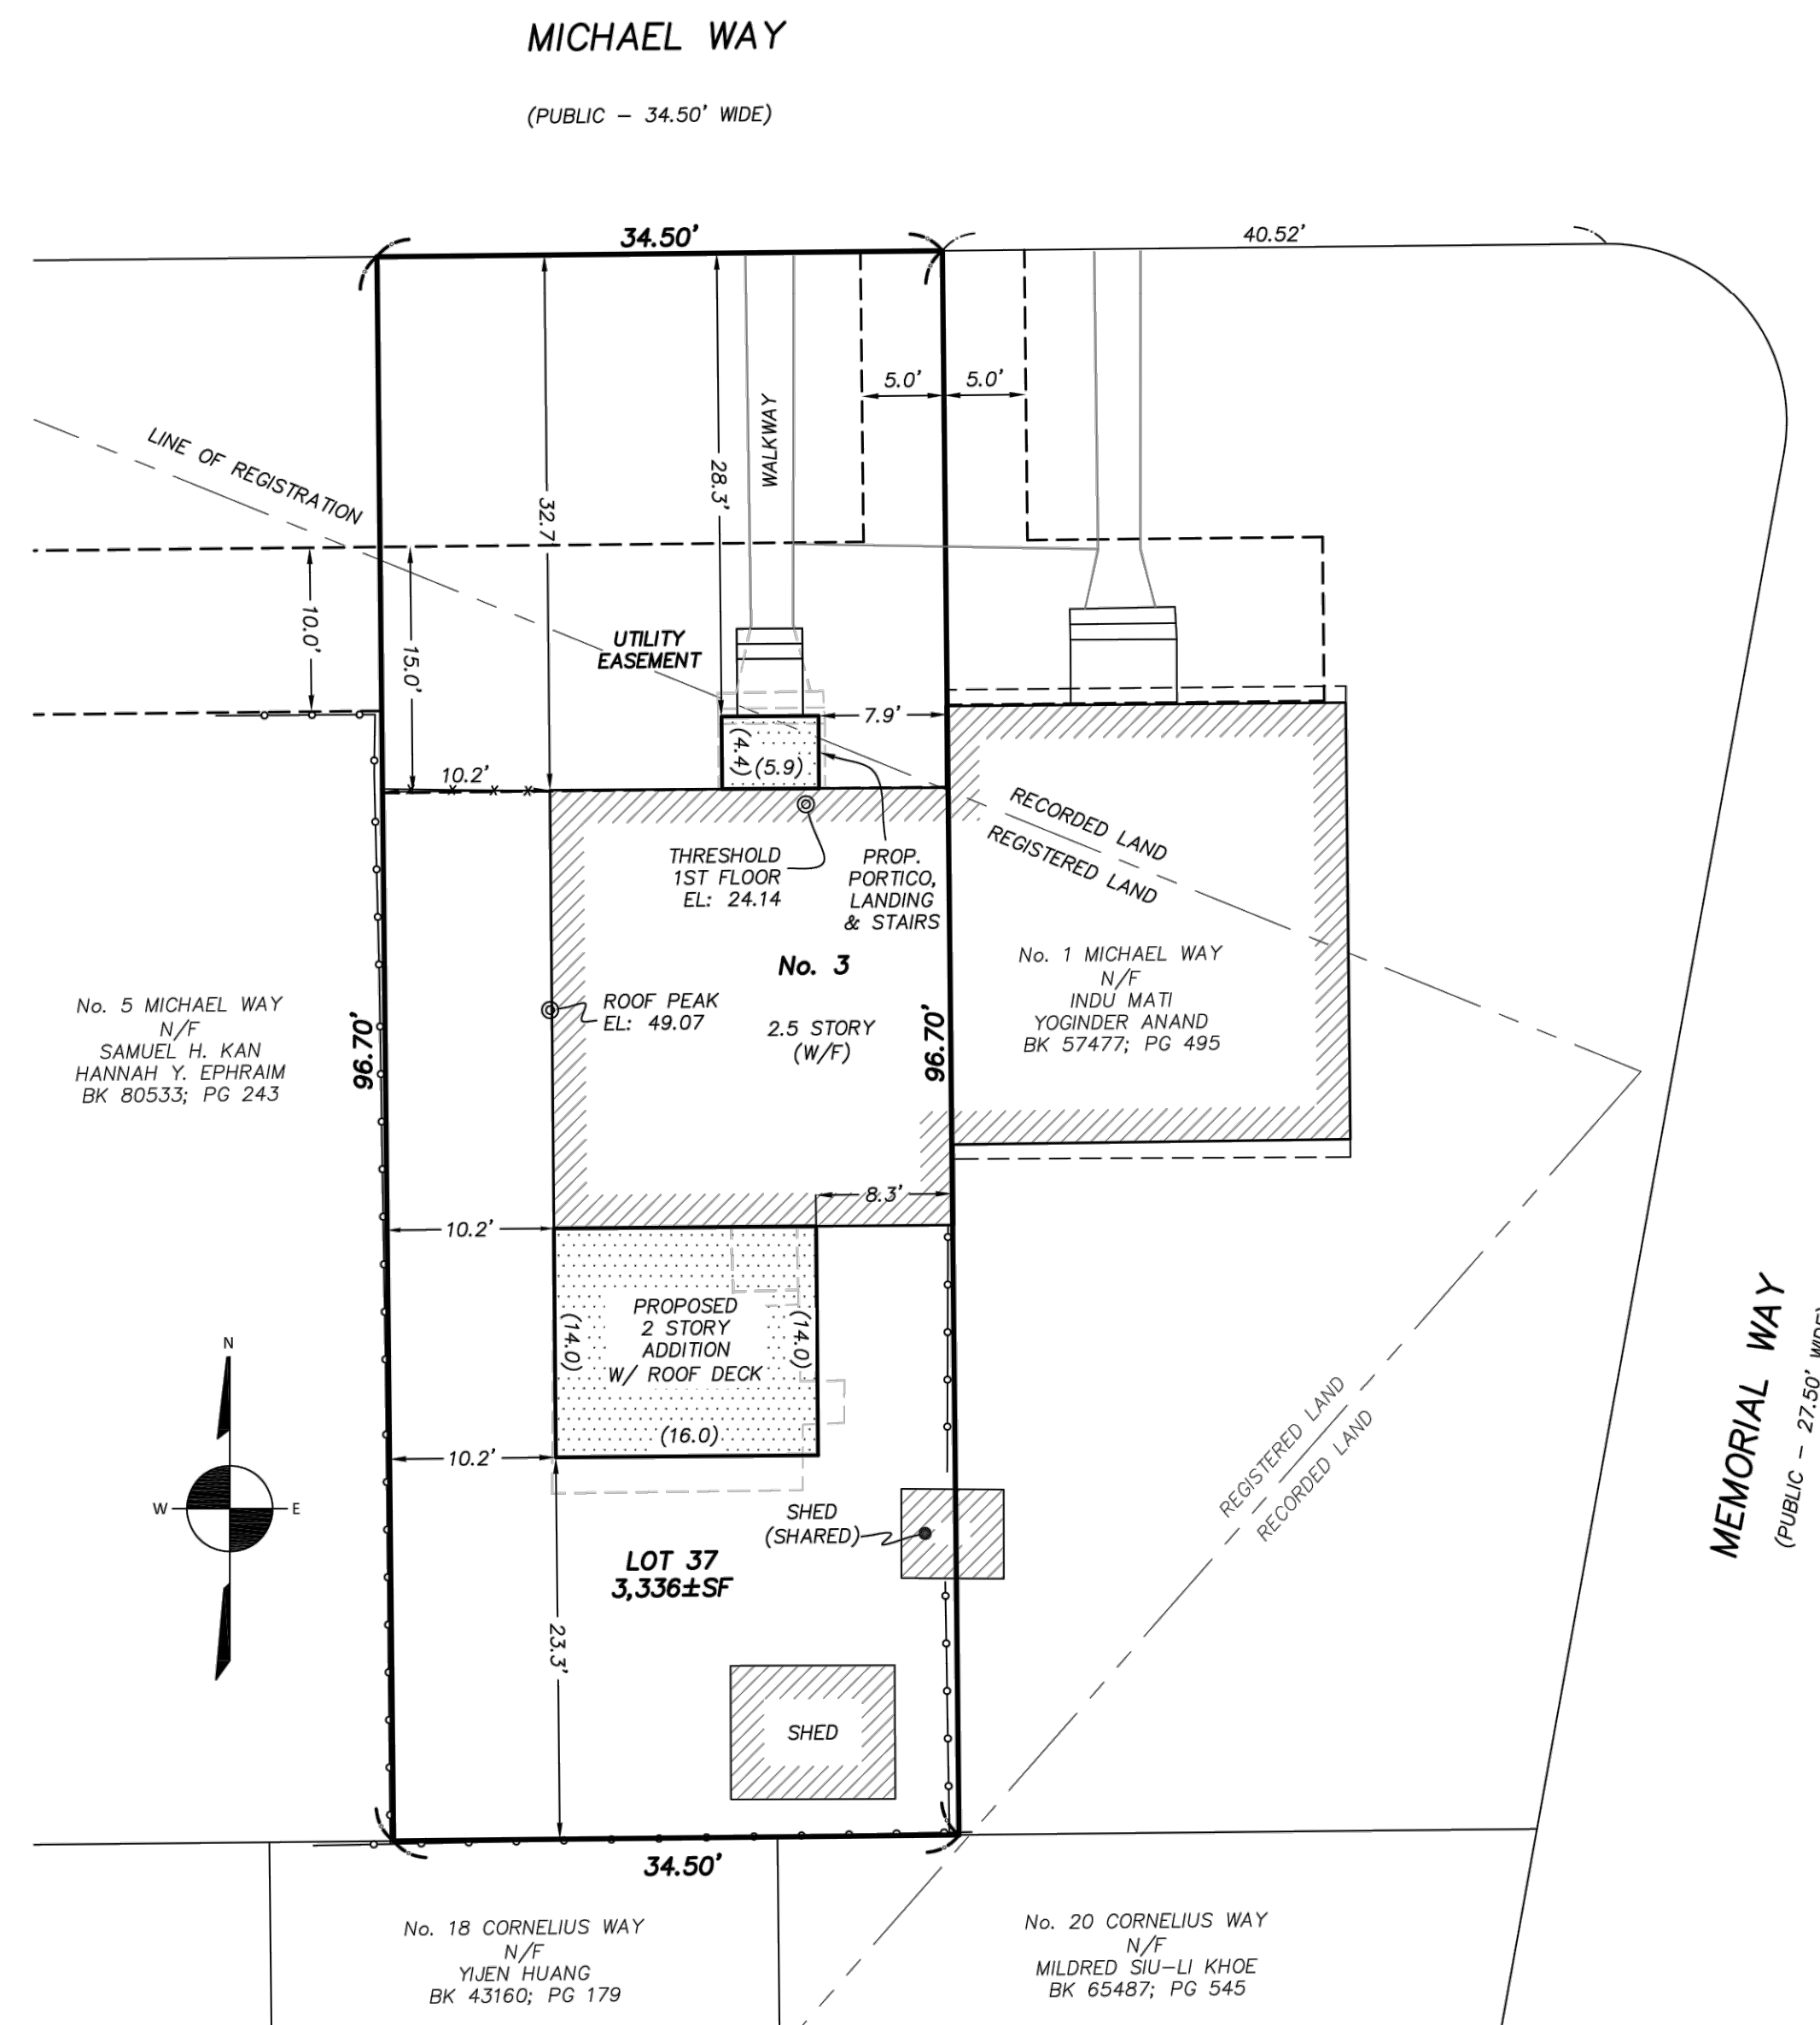 MICHAEL WAY
(PUBLIC – 34.50' WIDE)
34.50'
40.52'
5.0'
5.0'
WALKWAY
28.3'
32.7
LINE OF REGISTRATION
10.0'
15.0'
UTILITY
EASEMENT
7.9'
(4.4)
(5.9)
10.2'
RECORDED LAND
REGISTERED LAND
THRESHOLD
1ST FLOOR
EL: 24.14
PROP.
PORTICO,
LANDING
& STAIRS
No. 3
2.5 STORY
(W/F)
ROOF PEAK
EL: 49.07
No. 1 MICHAEL WAY
N/F
INDU MATI
YOGINDER ANAND
BK 57477; PG 495
No. 5 MICHAEL WAY
N/F
SAMUEL H. KAN
HANNAH Y. EPHRAIM
BK 80533; PG 243
96.70'
96.70'
8.3'
10.2'
PROPOSED
2 STORY
ADDITION
W/ ROOF DECK
(14.0)
(14.0)
(16.0)
10.2'
N
W
E
SHED
(SHARED)
LOT 37
3,336±SF
23.3'
SHED
REGISTERED LAND
RECORDED LAND
MEMORIAL WAY
(PUBLIC – 27.50' WIDE)
34.50'
No. 18 CORNELIUS WAY
N/F
YIJEN HUANG
BK 43160; PG 179
No. 20 CORNELIUS WAY
N/F
MILDRED SIU–LI KHOE
BK 65487; PG 545